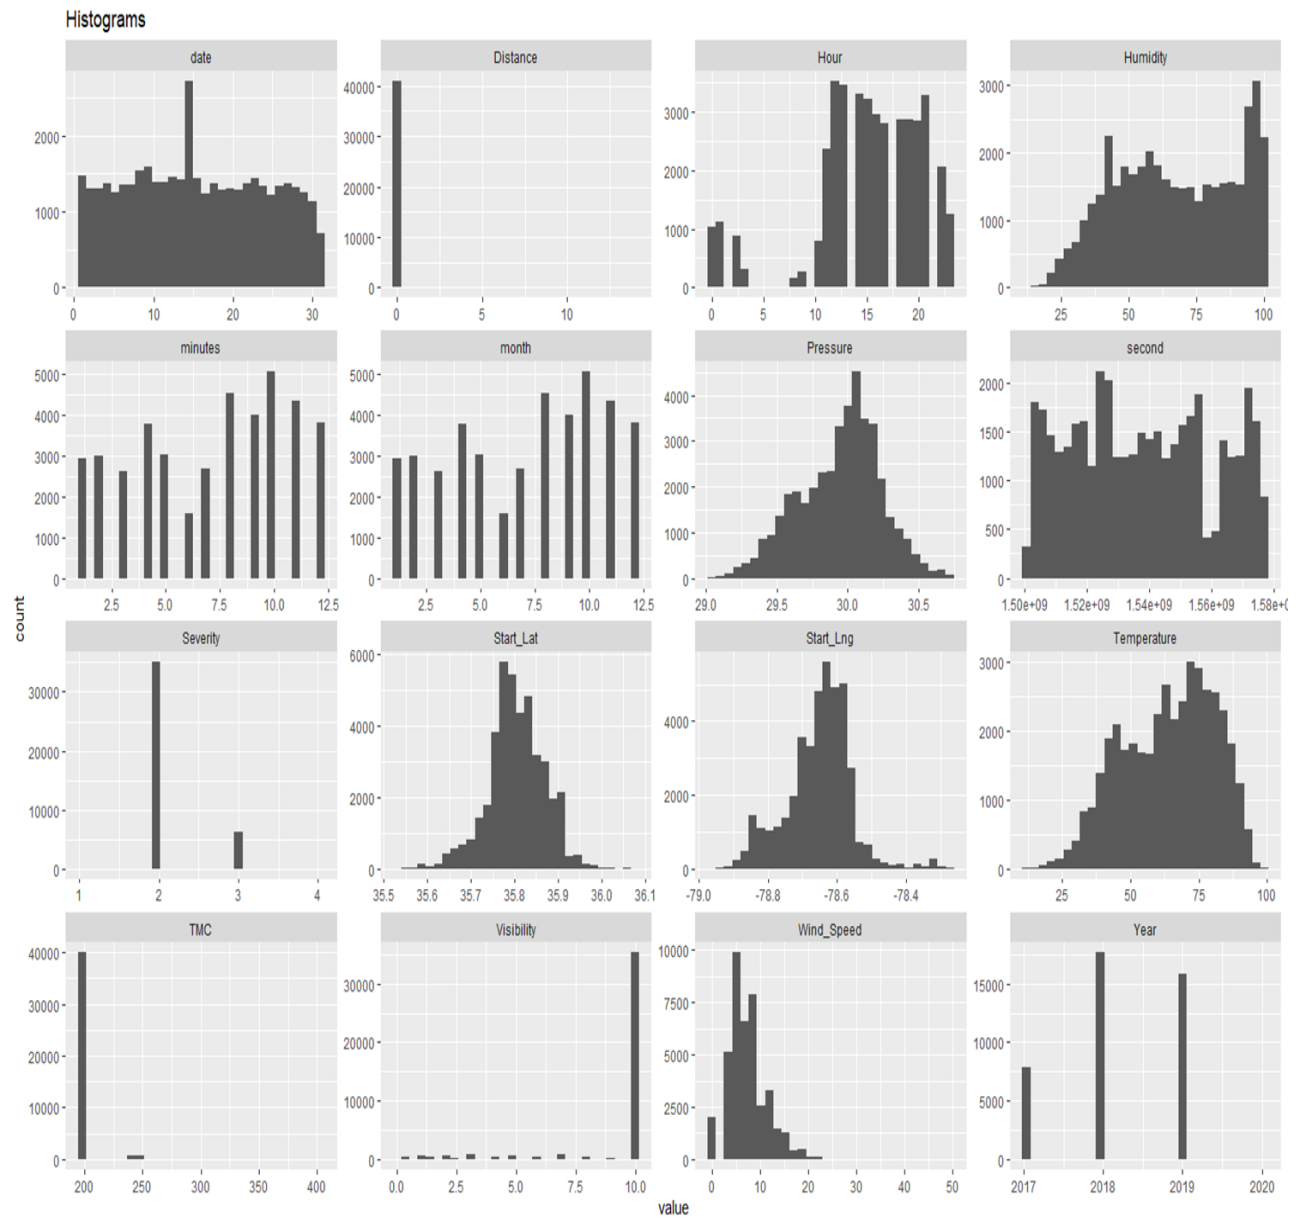 Histograms
date Distance Hour Humidity
40000 3000
3000
2000 30000
2000
2000
20000
1000
1000 1000
10000
0 0 0 0
0 10 20 30 0 5 10 0 5 10 15 20 25 50 75 100
minutes month Pressure second
5000 5000 2000
4000 4000 4000
1500
3000 3000 3000
1000
2000 2000 2000
1000 1000 1000 500
0 0 0 0
2.5 5.0 7.5 10.0 12.5 2.5 5.0 7.5 10.0 12.5 29.0 29.5 30.0 30.5 1.50e+09 1.52e+09 1.54e+09 1.56e+09 1.58e+0
count
Severity Start_Lat Start_Lng Temperature
6000 3000
30000
4000 4000 2000
20000
2000 2000 1000
10000
0 0 0 0
1 2 3 4 35.5 35.6 35.7 35.8 35.9 36.0 36.1 -79.0 -78.8 -78.6 -78.4 25 50 75 100
TMC Visibility Wind_Speed Year
40000 10000
30000 30000 7500 15000
20000 20000 5000 10000
10000 10000 2500 5000
0 0 0 0
200 250 300 350 400 0.0 2.5 5.0 7.5 10.0 0 10 20 30 40 50 2017 2018 2019 2020
value